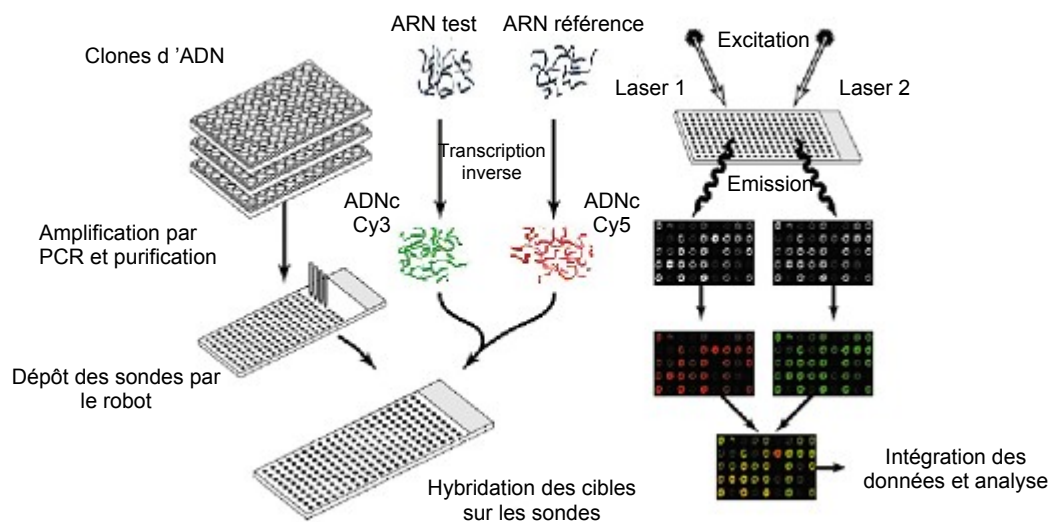 Clones d ’ADN
Amplification par
PCR et purification
Dépôt des sondes par
le robot
ARN test
ARN référence
Transcription
inverse
ADNc
Cy3
ADNc
Cy5
Hybridation des cibles
sur les sondes
Excitation
Laser 1
Laser 2
Emission
Intégration des
données et analyse